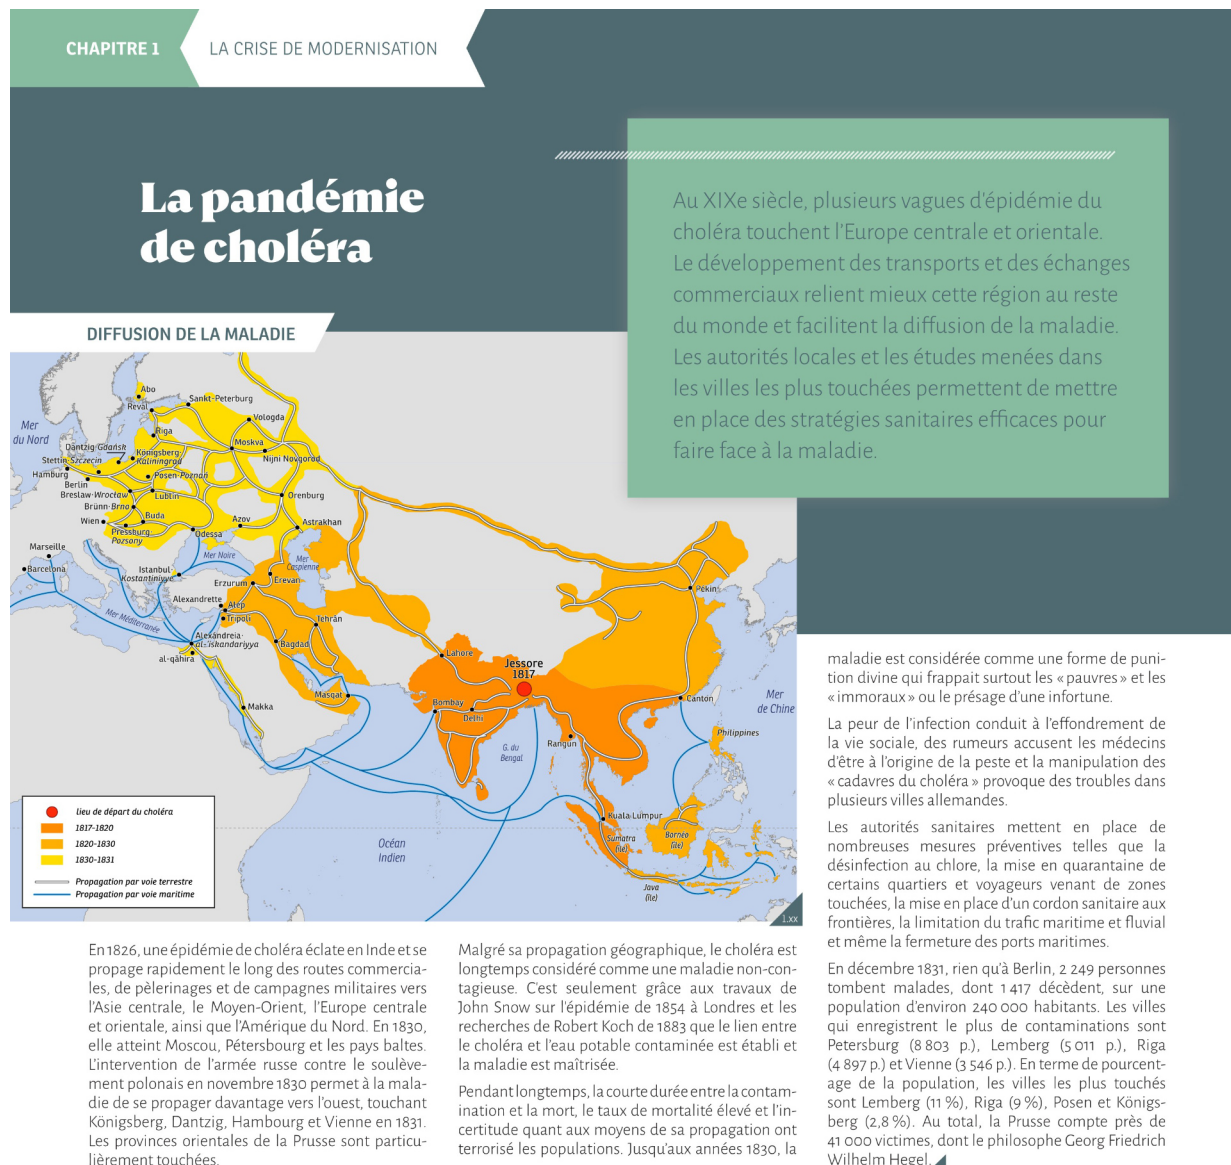 CHAPITRE 1
LA CRISE DE MODERNISATION
La pandémie
de choléra
Au XIXe siècle, plusieurs vagues d'épidémie du
choléra touchent l'Europe centrale et orientale.
Le développement des transports et des échanges
commerciaux relient mieux cette région au reste
du monde et facilitent la diffusion de la maladie.
Les autorités locales et les études menées dans
les villes les plus touchées permettent de mettre
en place des stratégies sanitaires efficaces pour
faire face à la maladie.
DIFFUSION DE LA MALADIE
Mer
du Nord
Abo
Reval
Sankt-Peterburg
Vologda
Riga
Moskva
Nijni Novgorod
Dantzig-Gdańsk
Königsberg-
Kaliningrad
Stettin-Szczecin
Hamburg
Berlin
Posen-Poznań
Breslaw-Wrocław
Lublin
Orenburg
Brünn-Brno
Buda
Wien
Pressburg
Pozsony
Azov
Astrakhan
Odessa
Marseille
Barcelona
Mer Noire
Mer
Caspienne
Istanbul-
Kostantiniyye
Erzurum
Erevan
Alexandrette
Alep
Tripoli
Tehrān
Mer Méditerranée
Alexándreia-
al-ʾiskandariyya
Bagdad
al-qāhira
Masqat
Makka
Lahore
Jessore
1817
Bombay
Delhi
G. du
Bengal
Rangun
Pékin
Canton
Mer
de Chine
Philippines
Kuala Lumpur
Sumatra
(île)
Borneo
(île)
Java
(île)
Océan
Indien
lieu de départ du choléra
1817-1820
1820-1830
1830-1831
Propagation par voie terrestre
Propagation par voie maritime
1.xx
En 1826, une épidémie de choléra éclate en Inde et se
propage rapidement le long des routes commercia-
les, de pèlerinages et de campagnes militaires vers
l'Asie centrale, le Moyen-Orient, l'Europe centrale
et orientale, ainsi que l'Amérique du Nord. En 1830,
elle atteint Moscou, Pétersbourg et les pays baltes.
L'intervention de l'armée russe contre le soulève-
ment polonais en novembre 1830 permet à la mala-
die de se propager davantage vers l'ouest, touchant
Königsberg, Dantzig, Hambourg et Vienne en 1831.
Les provinces orientales de la Prusse sont particu-
lièrement touchées.
Malgré sa propagation géographique, le choléra est
longtemps considéré comme une maladie non-con-
tagieuse. C'est seulement grâce aux travaux de
John Snow sur l'épidémie de 1854 à Londres et les
recherches de Robert Koch de 1883 que le lien entre
le choléra et l'eau potable contaminée est établi et
la maladie est maîtrisée.
Pendant longtemps, la courte durée entre la contam-
ination et la mort, le taux de mortalité élevé et l'in-
certitude quant aux moyens de sa propagation ont
terrorisé les populations. Jusqu'aux années 1830, la
maladie est considérée comme une forme de puni-
tion divine qui frappait surtout les « pauvres » et les
« immoraux » ou le présage d'une infortune.
La peur de l'infection conduit à l'effondrement de
la vie sociale, des rumeurs accusent les médecins
d'être à l'origine de la peste et la manipulation des
« cadavres du choléra » provoque des troubles dans
plusieurs villes allemandes.
Les autorités sanitaires mettent en place de
nombreuses mesures préventives telles que la
désinfection au chlore, la mise en quarantaine de
certains quartiers et voyageurs venant de zones
touchées, la mise en place d'un cordon sanitaire aux
frontières, la limitation du trafic maritime et fluvial
et même la fermeture des ports maritimes.
En décembre 1831, rien qu'à Berlin, 2 249 personnes
tombent malades, dont 1 417 décèdent, sur une
population d'environ 240 000 habitants. Les villes
qui enregistrent le plus de contaminations sont
Petersburg (8 803 p.), Lemberg (5 011 p.), Riga
(4 897 p.) et Vienne (3 546 p.). En terme de pourcent-
age de la population, les villes les plus touchés
sont Lemberg (11 %), Riga (9 %), Posen et Königs-
berg (2,8 %). Au total, la Prusse compte près de
41 000 victimes, dont le philosophe Georg Friedrich
Wilhelm Hegel.